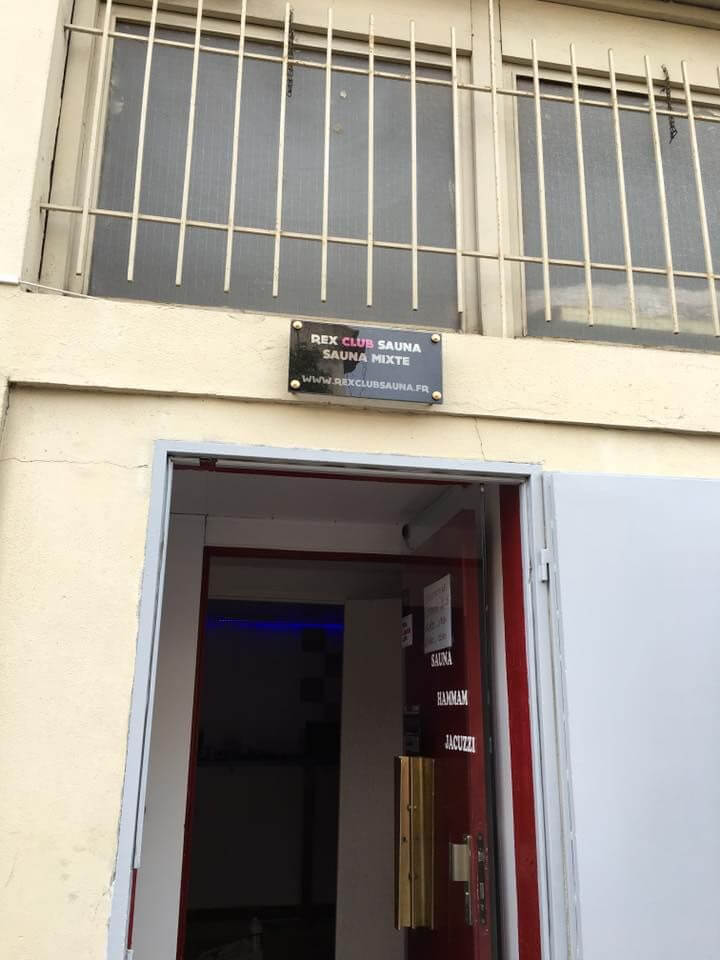 REX CLUB SAUNA
SAUNA MIXTE
WWW.REXCLUBSAUNA.FR
SAUNA
HAMMAM
JACUZZI